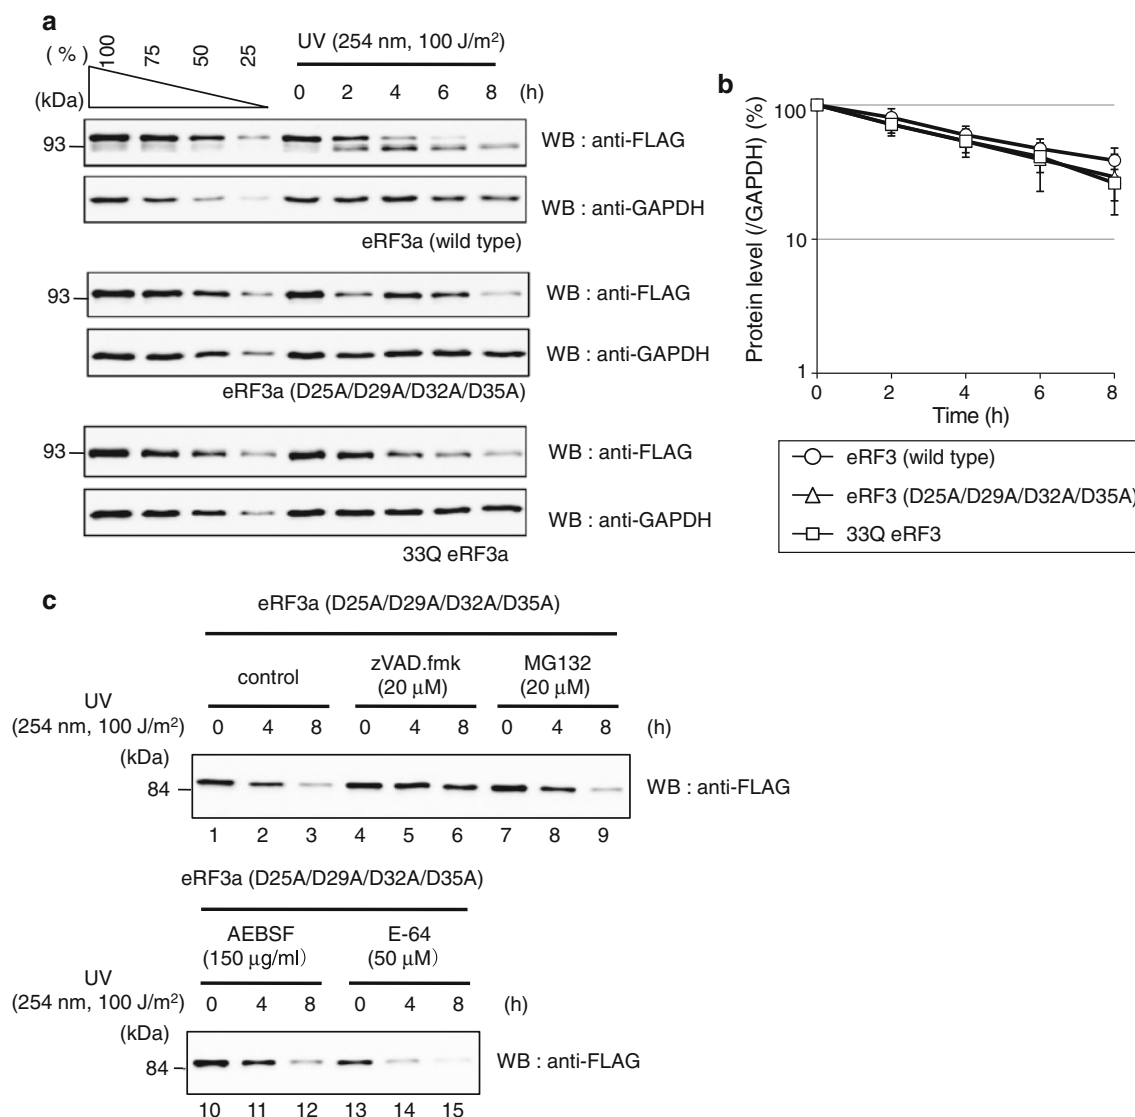 a
( % ) 100 75 50 25
UV (254 nm, 100 J/m²)
(kDa) 0 2 4 6 8 (h)
93
WB : anti-FLAG
WB : anti-GAPDH
eRF3a (wild type)
93
WB : anti-FLAG
WB : anti-GAPDH
eRF3a (D25A/D29A/D32A/D35A)
93
WB : anti-FLAG
WB : anti-GAPDH
33Q eRF3a
b
Protein level (/GAPDH) (%)
100
10
1
0 2 4 6 8
Time (h)
eRF3 (wild type)
eRF3 (D25A/D29A/D32A/D35A)
33Q eRF3
c
eRF3a (D25A/D29A/D32A/D35A)
control zVAD.fmk (20 μM) MG132 (20 μM)
UV
(254 nm, 100 J/m²) 0 4 8 0 4 8 0 4 8 (h)
(kDa)
84
WB : anti-FLAG
1 2 3 4 5 6 7 8 9
eRF3a (D25A/D29A/D32A/D35A)
AEBSF (150 μg/ml) E-64 (50 μM)
UV
(254 nm, 100 J/m²) 0 4 8 0 4 8 (h)
(kDa)
84
WB : anti-FLAG
10 11 12 13 14 15